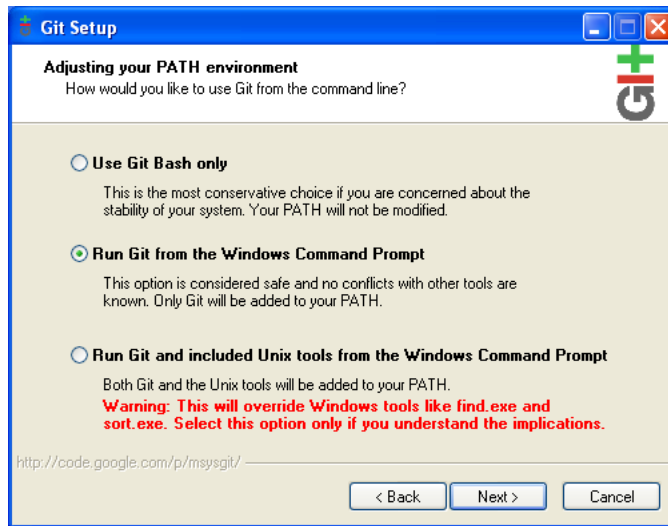 Git Setup
Adjusting your PATH environment
How would you like to use Git from the command line?
GIt
Use Git Bash only
This is the most conservative choice if you are concerned about the
stability of your system. Your PATH will not be modified.
Run Git from the Windows Command Prompt
This option is considered safe and no conflicts with other tools are
known. Only Git will be added to your PATH.
Run Git and included Unix tools from the Windows Command Prompt
Both Git and the Unix tools will be added to your PATH.
Warning: This will override Windows tools like find.exe and
sort.exe. Select this option only if you understand the implications.
http://code.google.com/p/msysgit/
< Back
Next >
Cancel